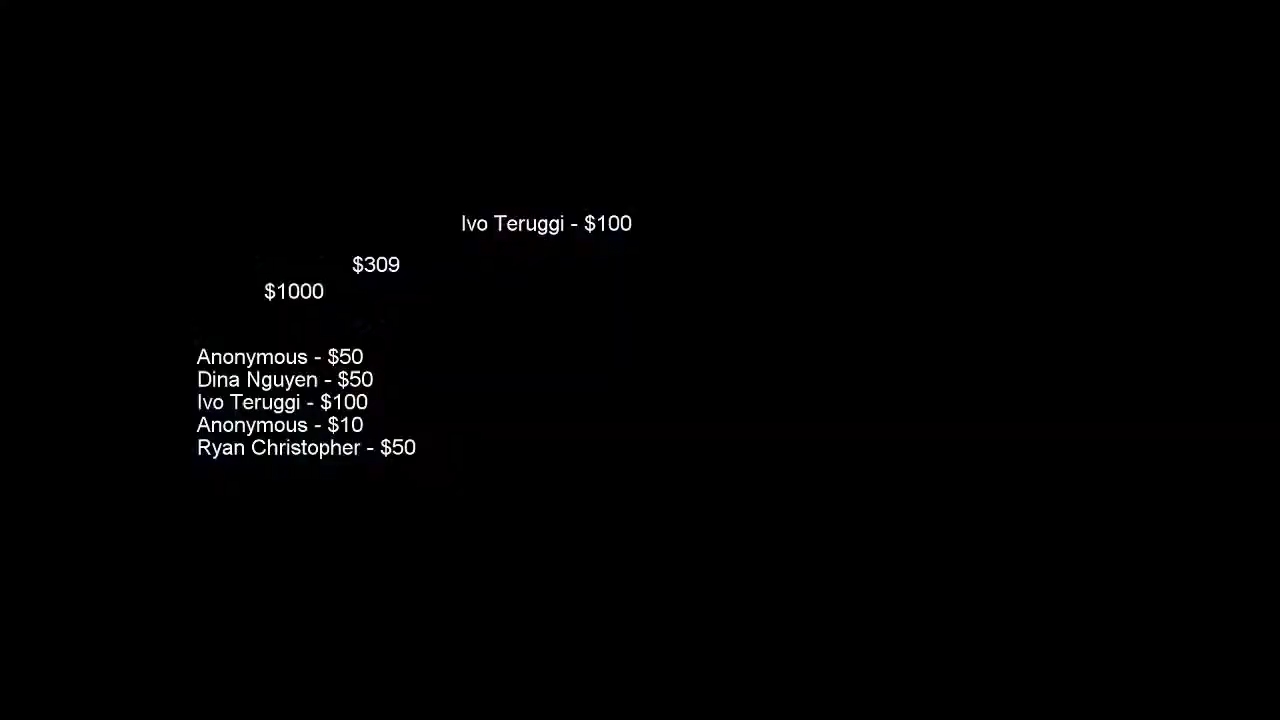 Ivo Teruggi - $100
$309
$1000
Anonymous - $50
Dina Nguyen - $50
Ivo Teruggi - $100
Anonymous - $10
Ryan Christopher - $50